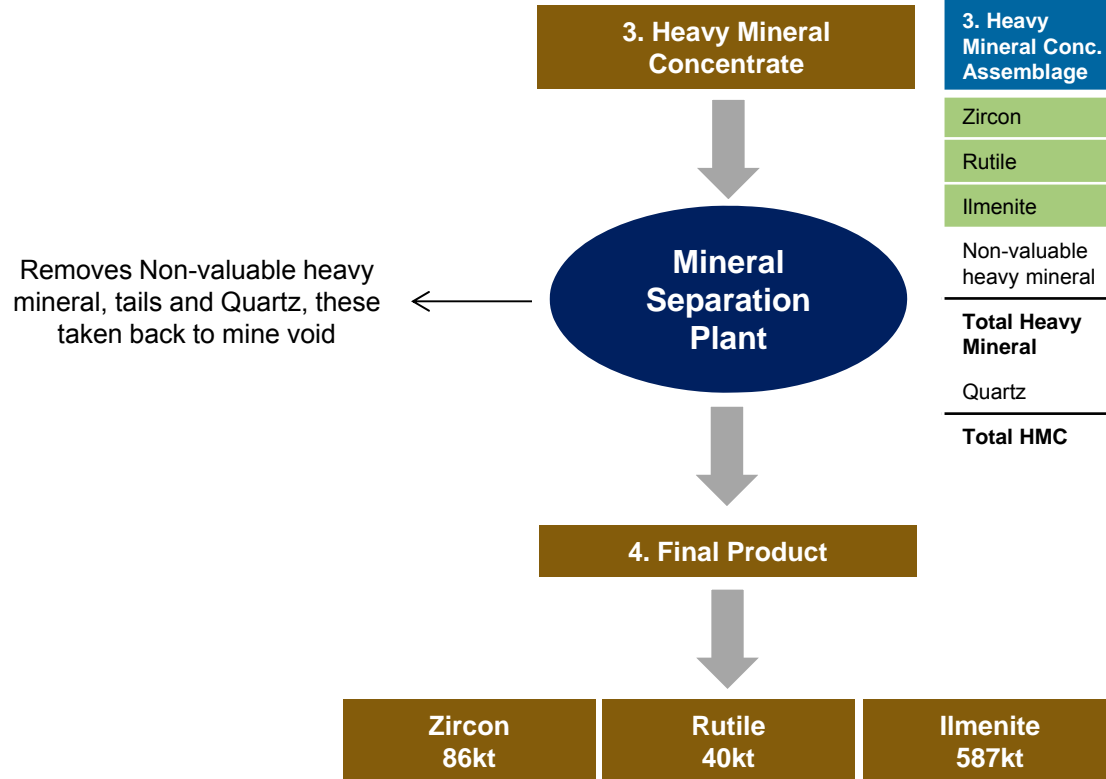 3. Heavy Mineral
Concentrate
3. Heavy
Mineral Conc.
Assemblage
Zircon
Rutile
Ilmenite
Non-valuable
heavy mineral
Total Heavy
Mineral
Quartz
Total HMC
Mineral
Separation
Plant
Removes Non-valuable heavy
mineral, tails and Quartz, these
taken back to mine void
4. Final Product
Zircon
86kt
Rutile
40kt
Ilmenite
587kt